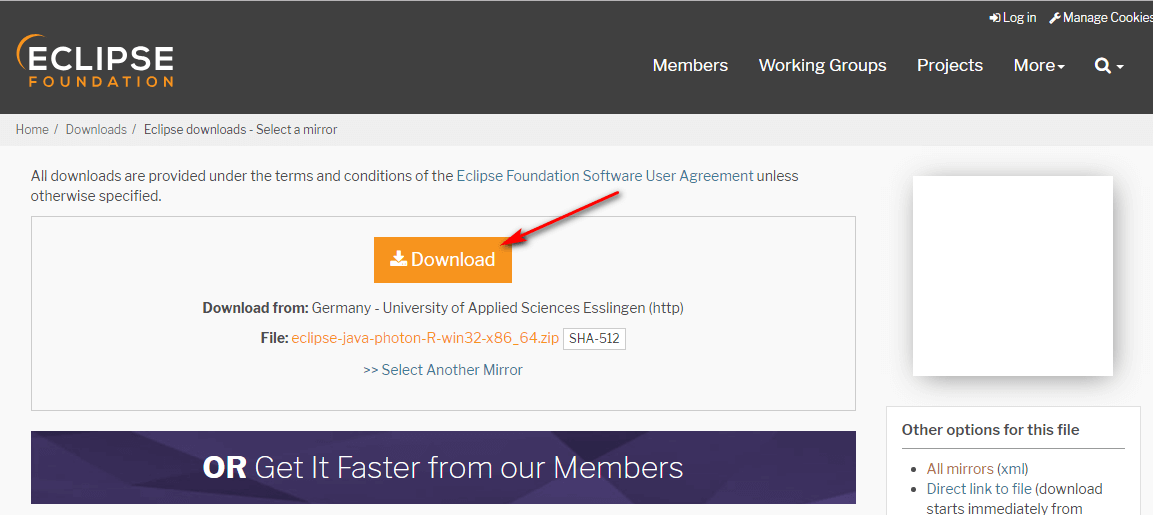 Log in Manage Cookies
ECLIPSE
FOUNDATION
Members Working Groups Projects More
Home / Downloads / Eclipse downloads - Select a mirror
All downloads are provided under the terms and conditions of the Eclipse Foundation Software User Agreement unless
otherwise specified.
Download
Download from: Germany - University of Applied Sciences Esslingen (http)
File: eclipse-java-photon-R-win32-x86_64.zip SHA-512
>> Select Another Mirror
OR Get It Faster from our Members
Other options for this file
All mirrors (xml)
Direct link to file (download
starts immediately from